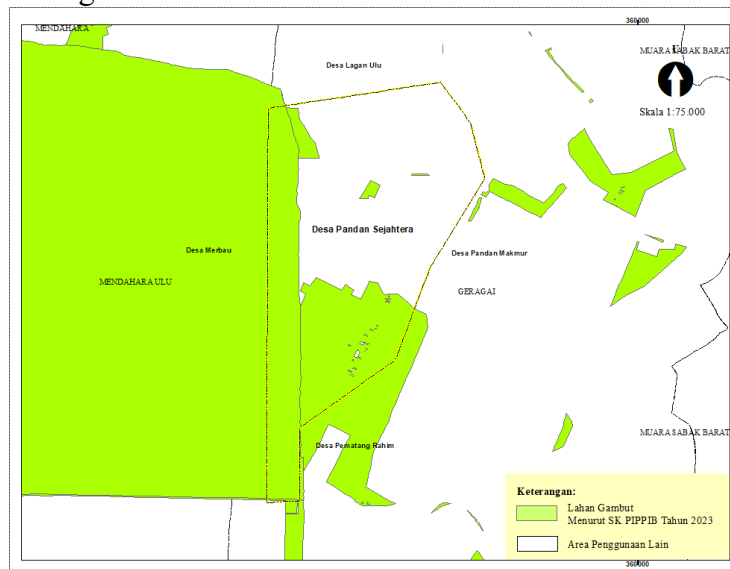 360000
MENDAHARA
MUARA SABAK BARAT
Desa Lagan Ulu
Skala 1:75.000
Desa Pandan Sejahtera
Desa Merbau
Desa Pandan Makmur
MENDAHARA ULU
GERAGAI
MUARA SABAK BARAT
Desa Pematang Rahim
Keterangan:
Lahan Gambut
Menurut SK PIPPIB Tahun 2023
Area Penggunaan Lain
360000